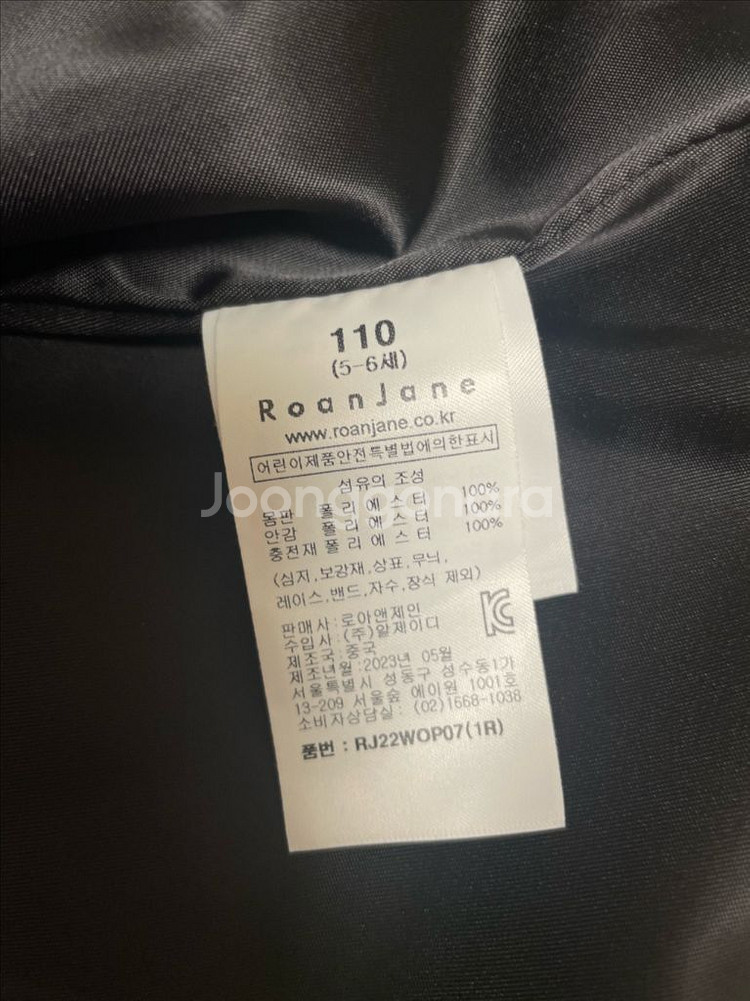 110
(5-6세)
RoanJane
www.roanjane.co.kr
어린이제품안전특별법에의한표시
섬유의 조성
몸판 폴리에스터 100%
안감 폴리에스터 100%
충전재 폴리에스터 100%
(심지,보강재,상표,무늬,
레이스,밴드,자수,장식 제외)
판매사:로아앤제인
수입사:(주)왈제이디
제조국:중국
제조년월:2023년 05월
서울특별시 성동구 성수동1가
13-209 서울숲 에이원 1001호
소비자상담실: (02)1668-1038
품번 : RJ22WOP07(1R)
Joonggonara